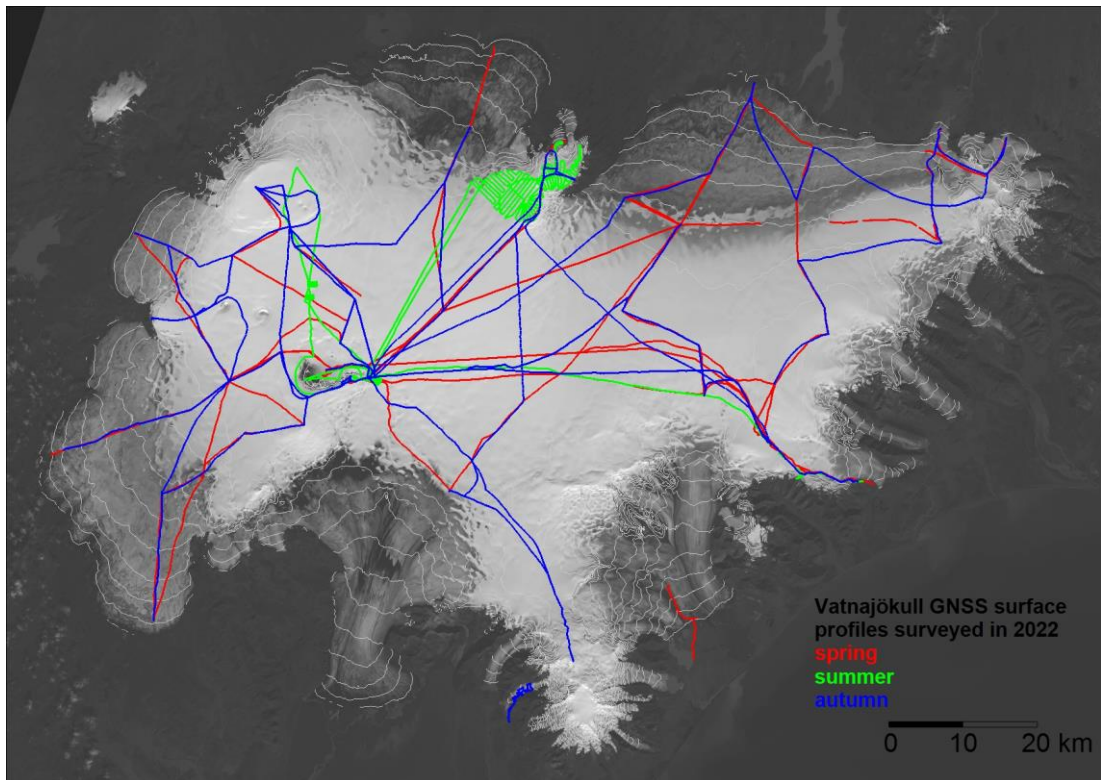 Vatnajökull GNSS surface
profiles surveyed in 2022
spring
summer
autumn
0 10 20 km